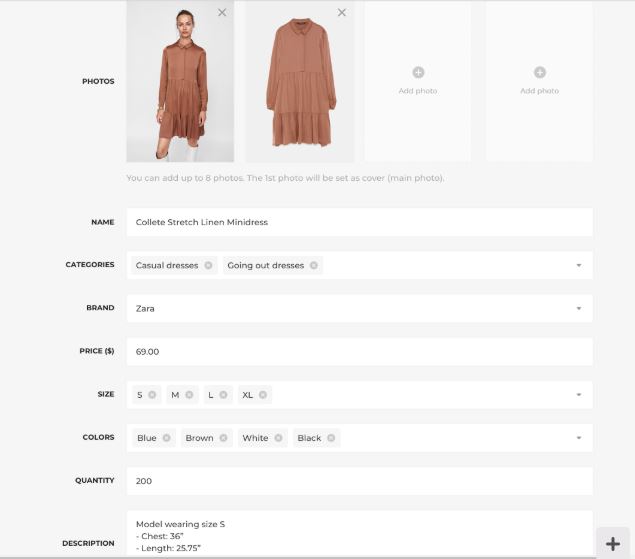 PHOTOS
Add photo
Add photo
You can add up to 8 photos. The 1st photo will be set as cover (main photo).
NAME
Collete Stretch Linen Minidress
CATEGORIES
Casual dresses
Going out dresses
BRAND
Zara
PRICE ($)
69.00
SIZE
S M L XL
COLORS
Blue Brown White Black
QUANTITY
200
DESCRIPTION
Model wearing size S
- Chest: 36”
- Length: 25.75”